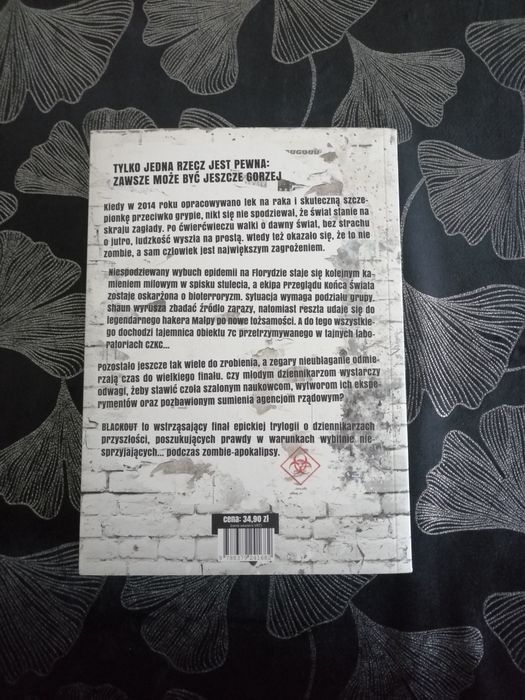 TYLKO JEDNA RZECZ JEST PEWNA:
ZAWSZE MOŻE BYĆ JESZCZE GORZEJ
Kiedy w 2014 roku opracowywano lek na raka i skuteczną szcze-
pionkę przeciwko grypie, nikt się nie spodziewał, że świat stanie na
skraju zagłady. Po ćwierćwieczu walki o dawny świat, bez strachu
o jutro, ludzkość wyszła na prostą. Wtedy też okazało się, że to nie
zombie, a sam człowiek jest największym zagrożeniem.
Niespodziewany wybuch epidemii na Florydzie staje się kolejnym ka-
mieniem milowym w spisku stulecia, a ekipa Przeglądu Końca Świata
zostaje oskarżona o bioterroryzm. Sytuacja wymaga podziału grupy.
Shaun wyrusza zbadać źródło zarazy, natomiast reszta udaje się do
legendarnego hakera Małpy po nowe tożsamości. A do tego wszystkie-
go dochodzi tajemnica obiektu 7c przetrzymywanego w tajnych labo-
ratoriach CZKC...
Pozostało jeszcze tak wiele do zrobienia, a zegary nieubłaganie odmie-
rzają czas do wielkiego finału. Czy młodym dziennikarzom wystarczy
odwagi, żeby stawić czoła szalonym naukowcom, wytworom ich ekspe-
rymentów oraz pozbawionym sumienia agencjom rządowym?
BLACKOUT to wstrząsający finał epickiej trylogii o dziennikarzach
przyszłości, poszukujących prawdy w warunkach wybitnie nie-
sprzyjających... podczas zombie-apokalipsy.
cena: 34,90 zł